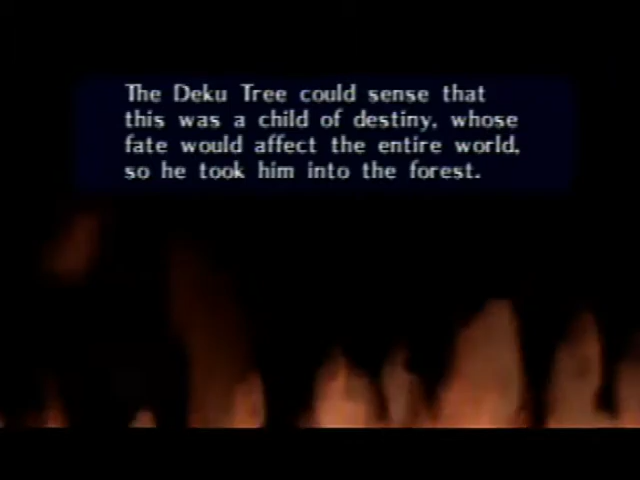 The Deku Tree could sense that
this was a child of destiny, whose
fate would affect the entire world,
so he took him into the forest.